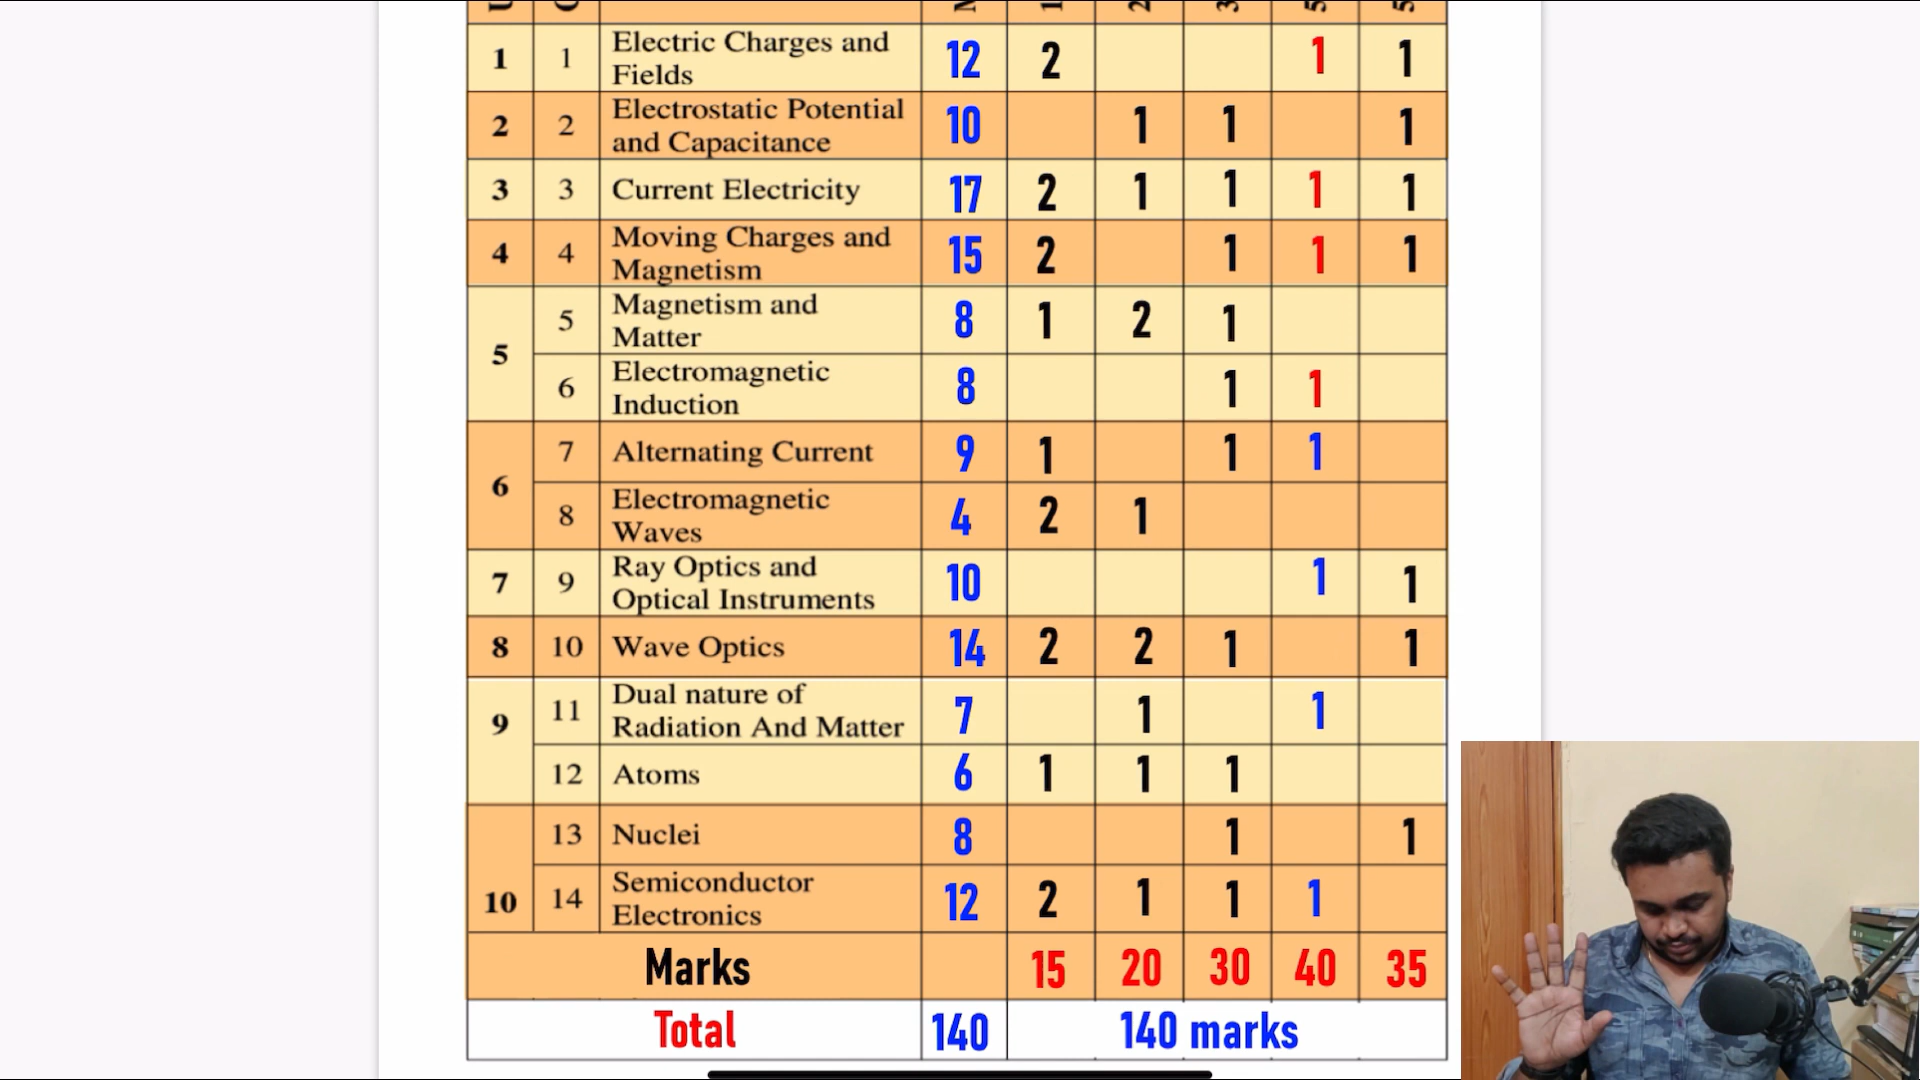 1 2 3 5 5
1 1 Electric Charges and Fields 12 2 1 1
2 2 Electrostatic Potential and Capacitance 10 1 1 1
3 3 Current Electricity 17 2 1 1 1 1
4 4 Moving Charges and Magnetism 15 2 1 1 1
5 5 Magnetism and Matter 8 1 2 1
6 Electromagnetic Induction 8 1 1
6 7 Alternating Current 9 1 1 1
8 Electromagnetic Waves 4 2 1
7 9 Ray Optics and Optical Instruments 10 1 1
8 10 Wave Optics 14 2 2 1 1
9 11 Dual nature of Radiation And Matter 7 1 1
12 Atoms 6 1 1 1
10 13 Nuclei 8 1 1
14 Semiconductor Electronics 12 2 1 1 1
Marks 15 20 30 40 35
Total 140 140 marks